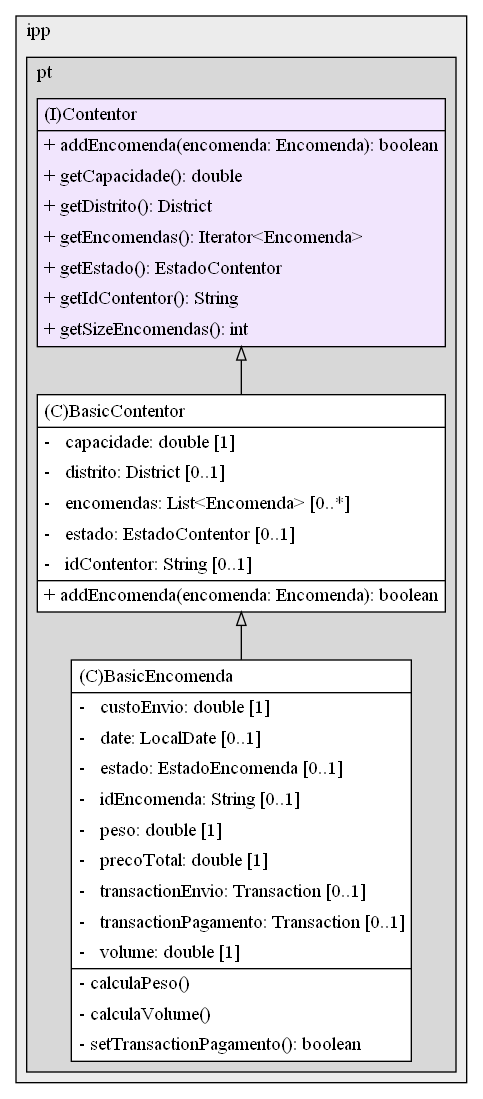 ipp
pt
(I)Contentor
+ addEncomenda(encomenda: Encomenda): boolean
+ getCapacidade(): double
+ getDistrito(): District
+ getEncomendas(): Iterator<Encomenda>
+ getEstado(): EstadoContentor
+ getIdContentor(): String
+ getSizeEncomendas(): int
(C)BasicContentor
- capacidade: double [1]
- distrito: District [0..1]
- encomendas: List<Encomenda> [0..*]
- estado: EstadoContentor [0..1]
- idContentor: String [0..1]
+ addEncomenda(encomenda: Encomenda): boolean
(C)BasicEncomenda
- custoEnvio: double [1]
- date: LocalDate [0..1]
- estado: EstadoEncomenda [0..1]
- idEncomenda: String [0..1]
- peso: double [1]
- precoTotal: double [1]
- transactionEnvio: Transaction [0..1]
- transactionPagamento: Transaction [0..1]
- volume: double [1]
- calculaPeso()
- calculaVolume()
- setTransactionPagamento(): boolean